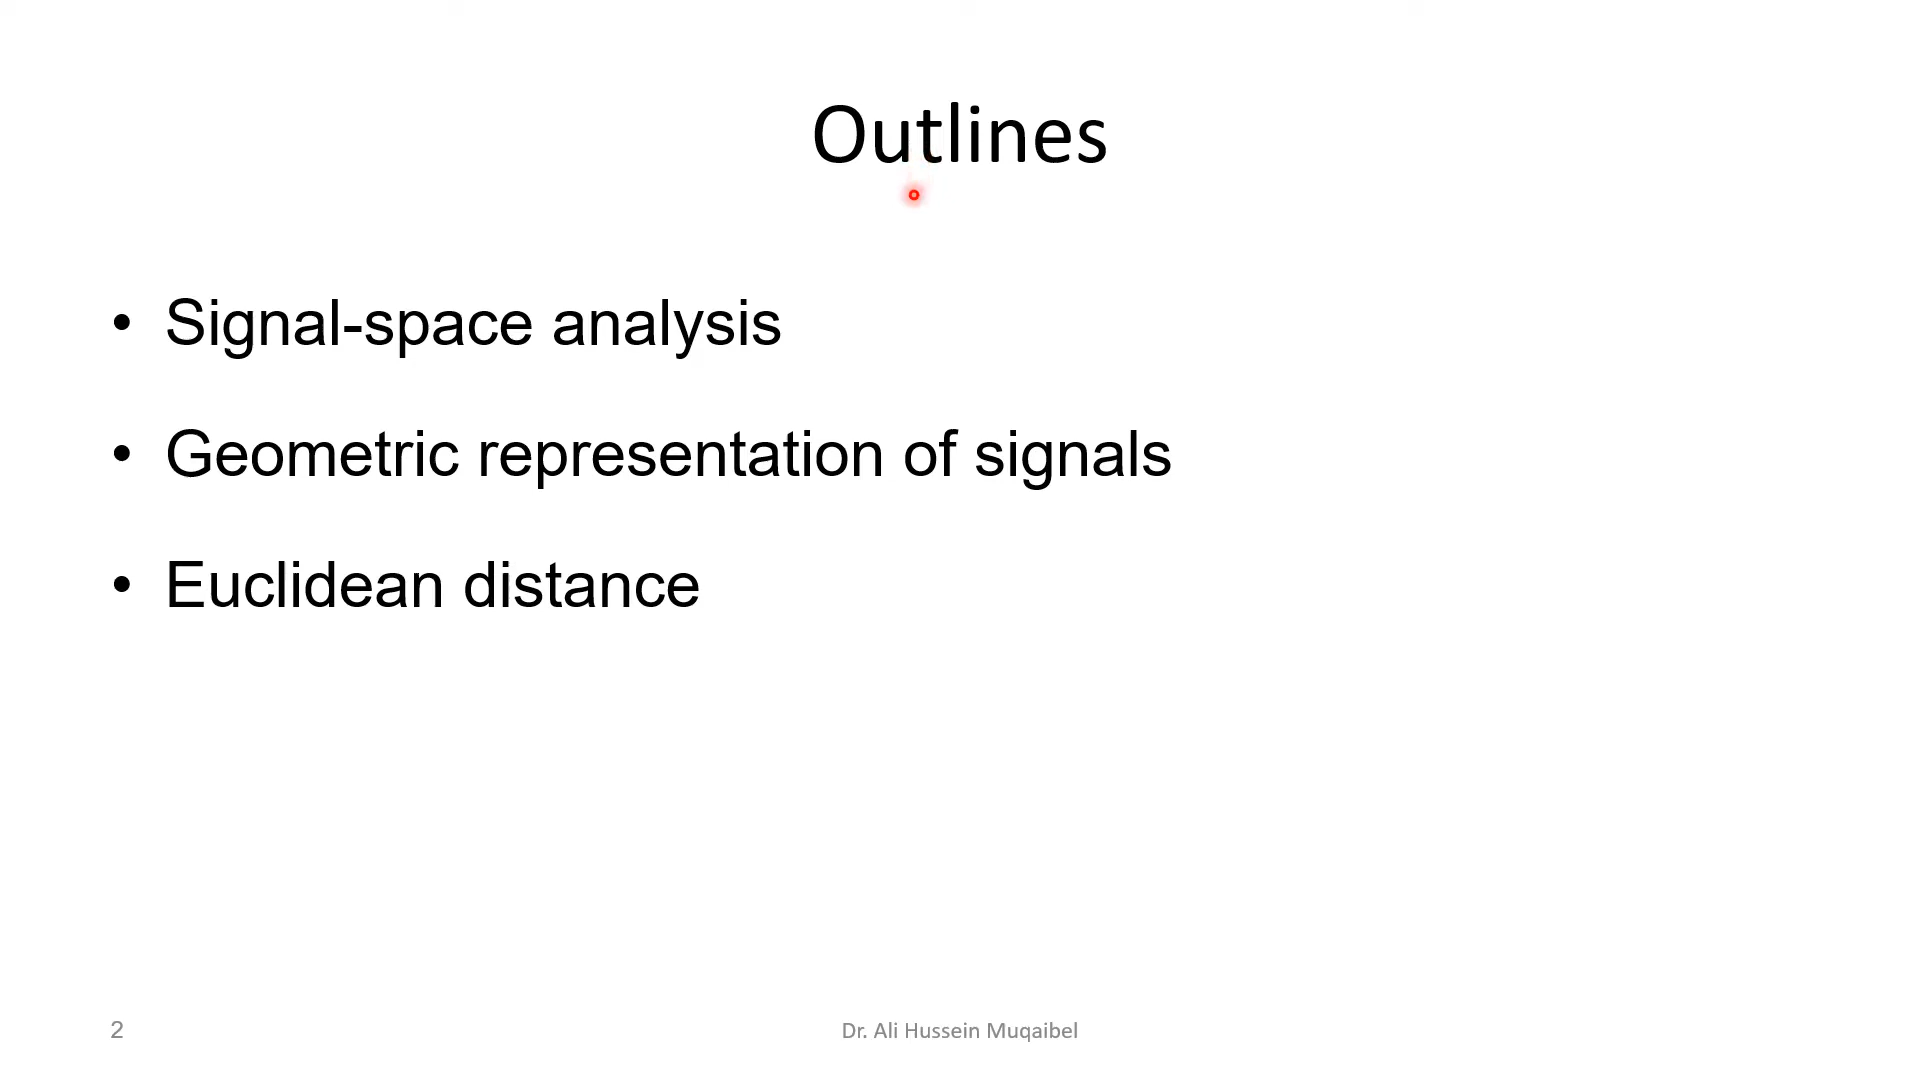 Outlines
• Signal-space analysis
• Geometric representation of signals
• Euclidean distance
2
Dr. Ali Hussein Muqaibel